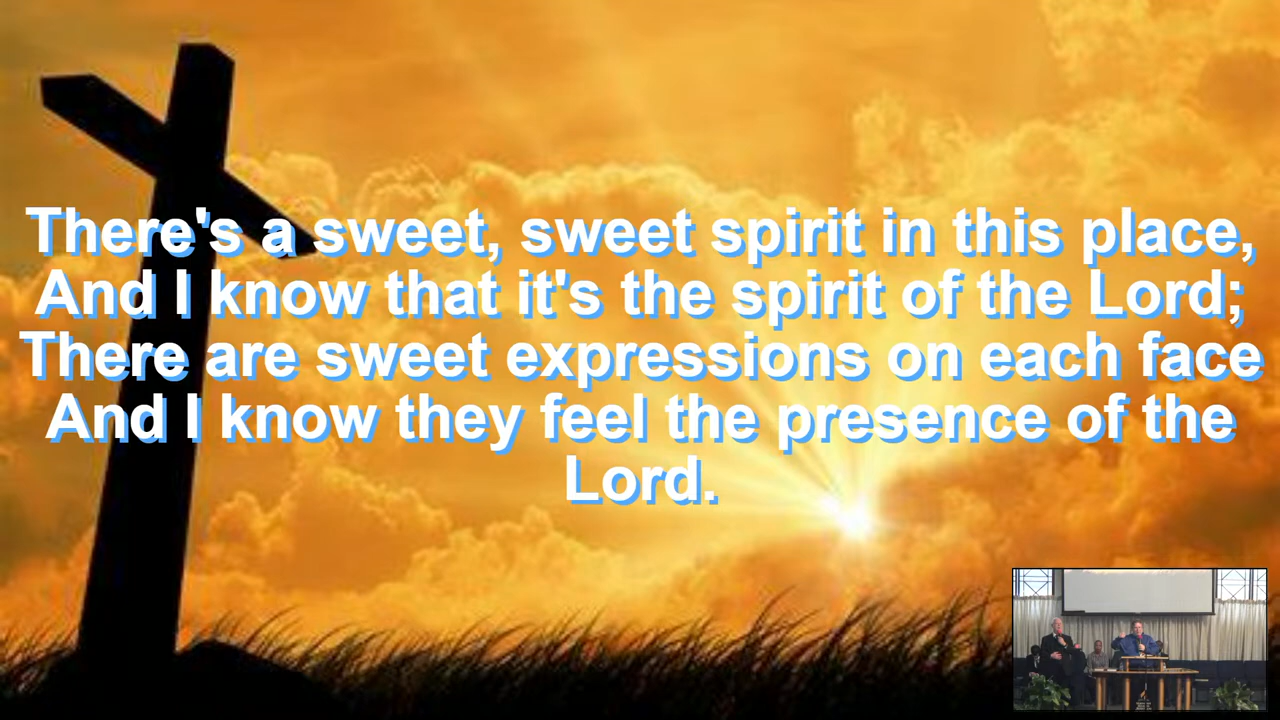 There's a sweet, sweet spirit in this place,
And I know that it's the spirit of the Lord;
There are sweet expressions on each face
And I know they feel the presence of the
Lord.